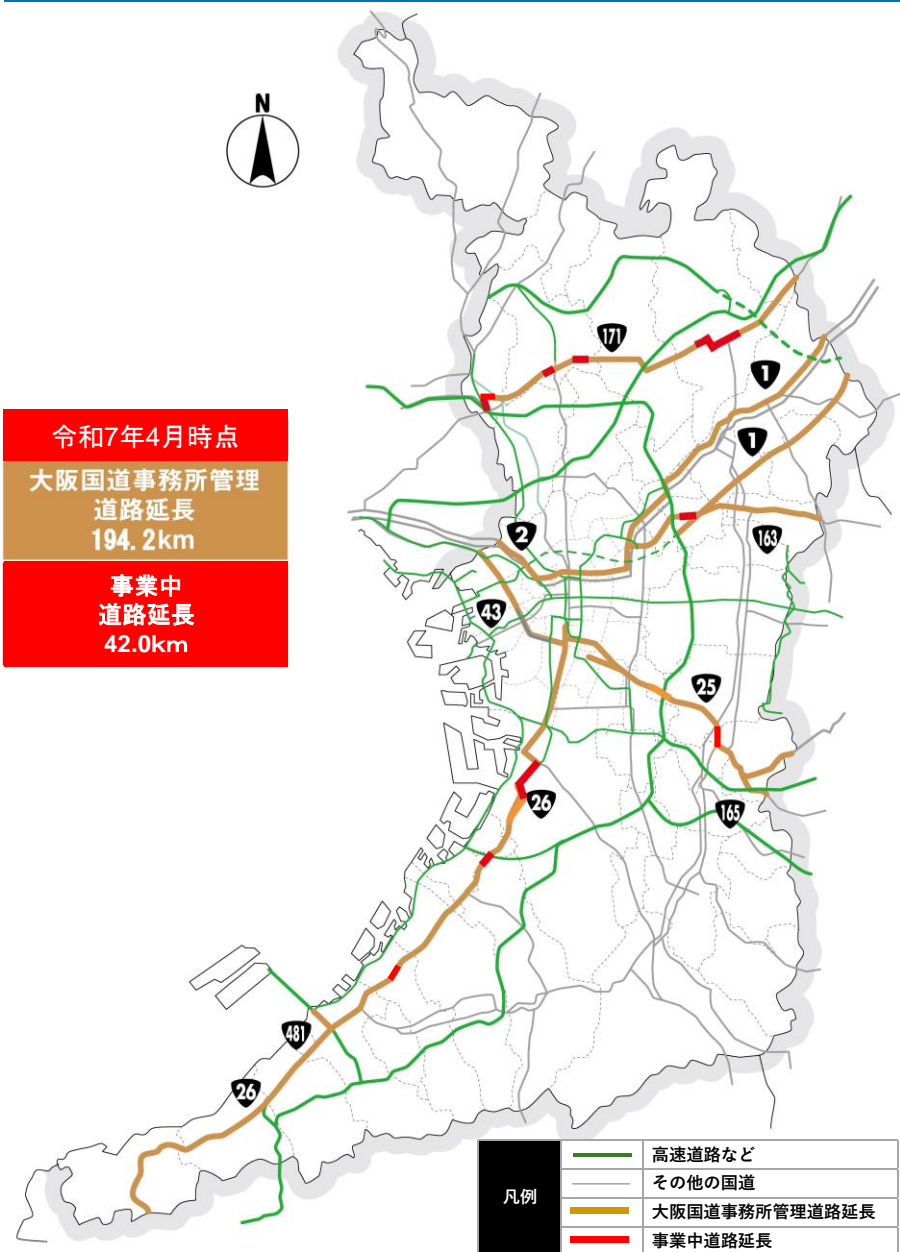 N
171
1
1
令和7年4月時点
大阪国道事務所管理
道路延長
194.2km
2
163
事業中
道路延長
42.0km
43
25
26
165
481
26
凡例
高速道路など
その他の国道
大阪国道事務所管理道路延長
事業中道路延長